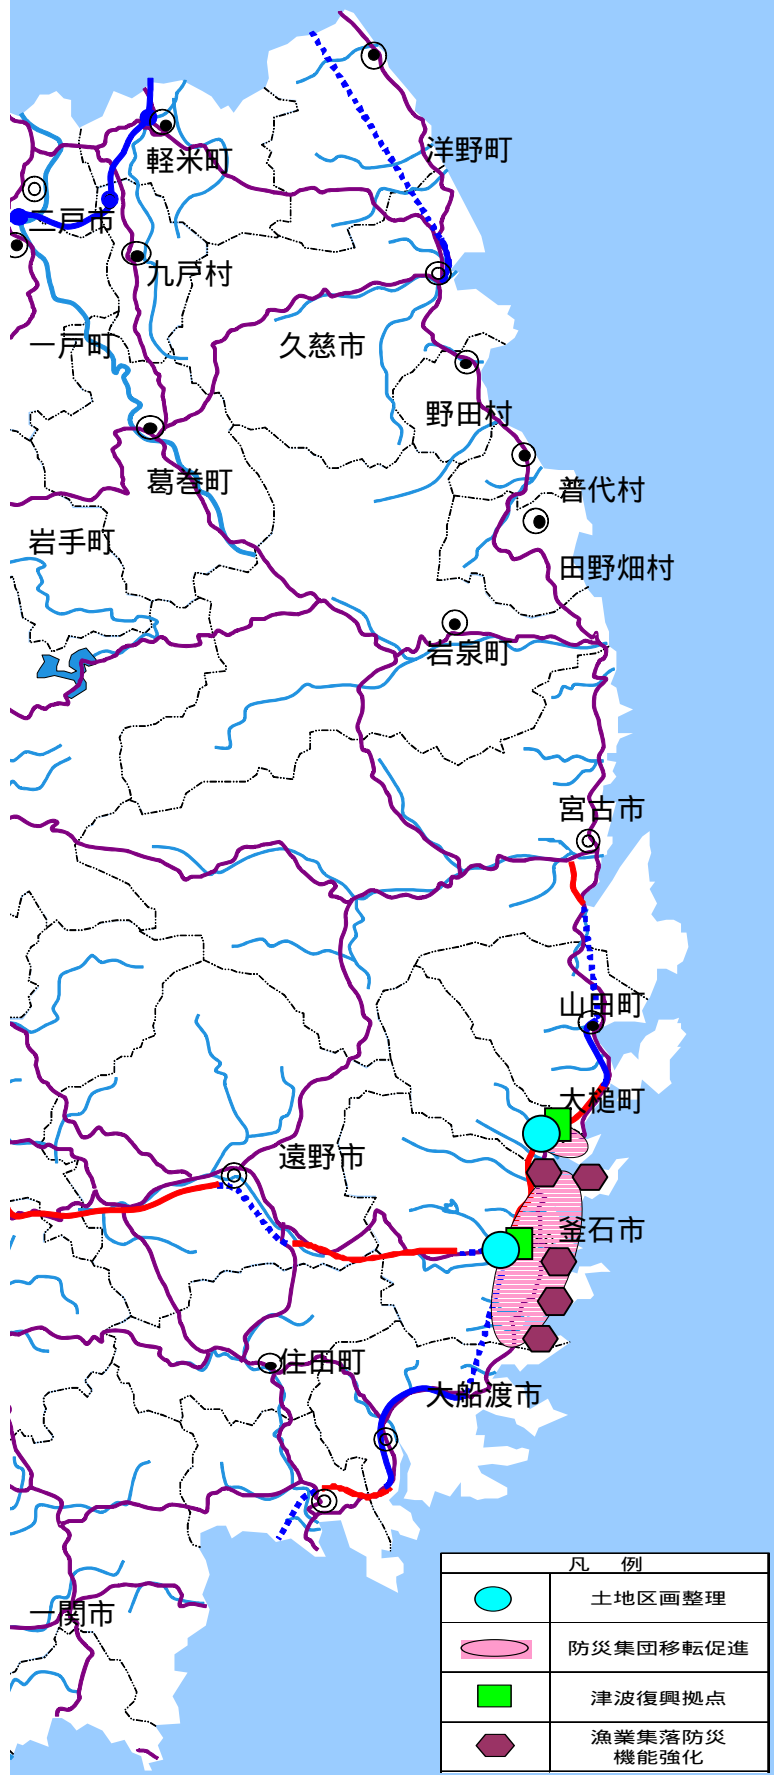 洋野町
軽米町
二戸市
九戸村
一戸町
久慈市
野田村
葛巻町
普代村
岩手町
田野畑村
岩泉町
宮古市
山田町
大槌町
遠野市
釜石市
住田町
大船渡市
一関市
凡 例
土地区画整理
防災集団移転促進
津波復興拠点
漁業集落防災
機能強化